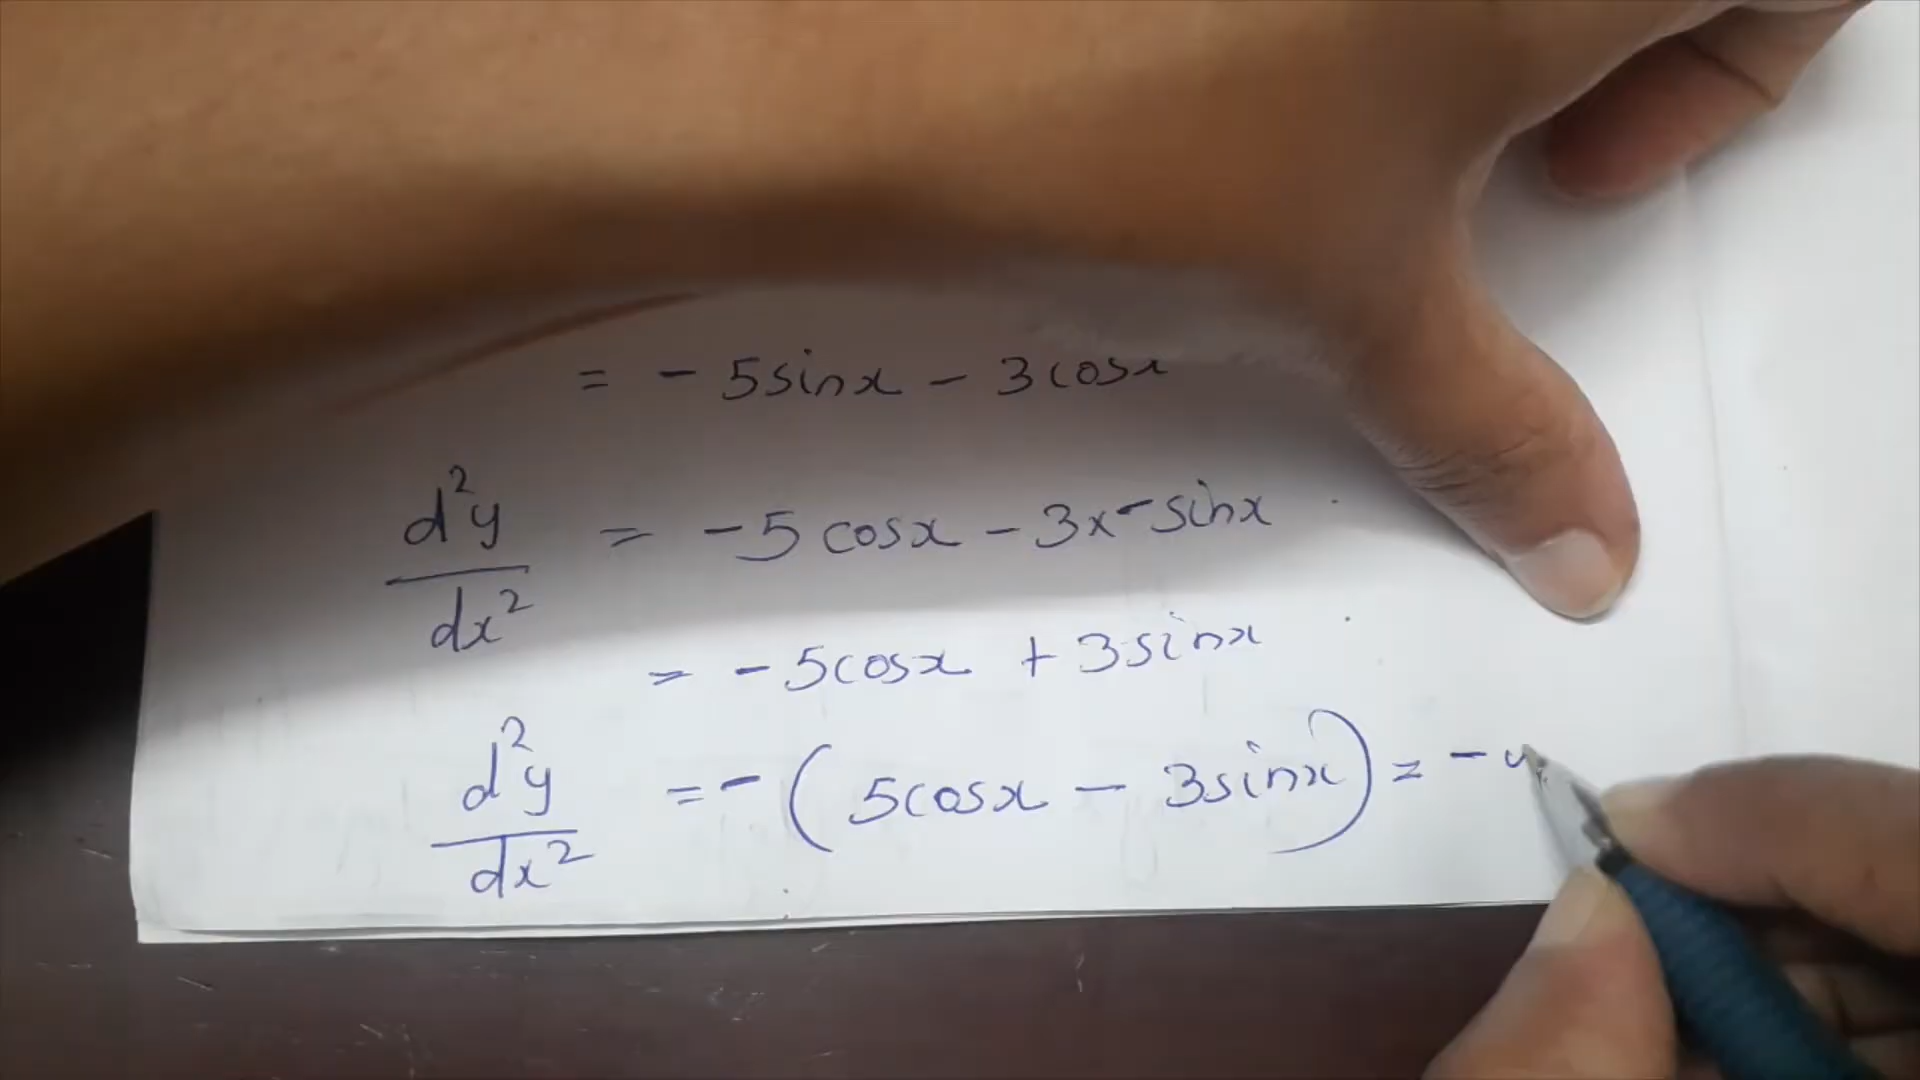 = - 5sinx - 3cosx
d²y/dx² = -5cosx - 3x-sinx
= -5cosx + 3sinx
d²y/dx² = -(5cosx - 3sinx) = - y